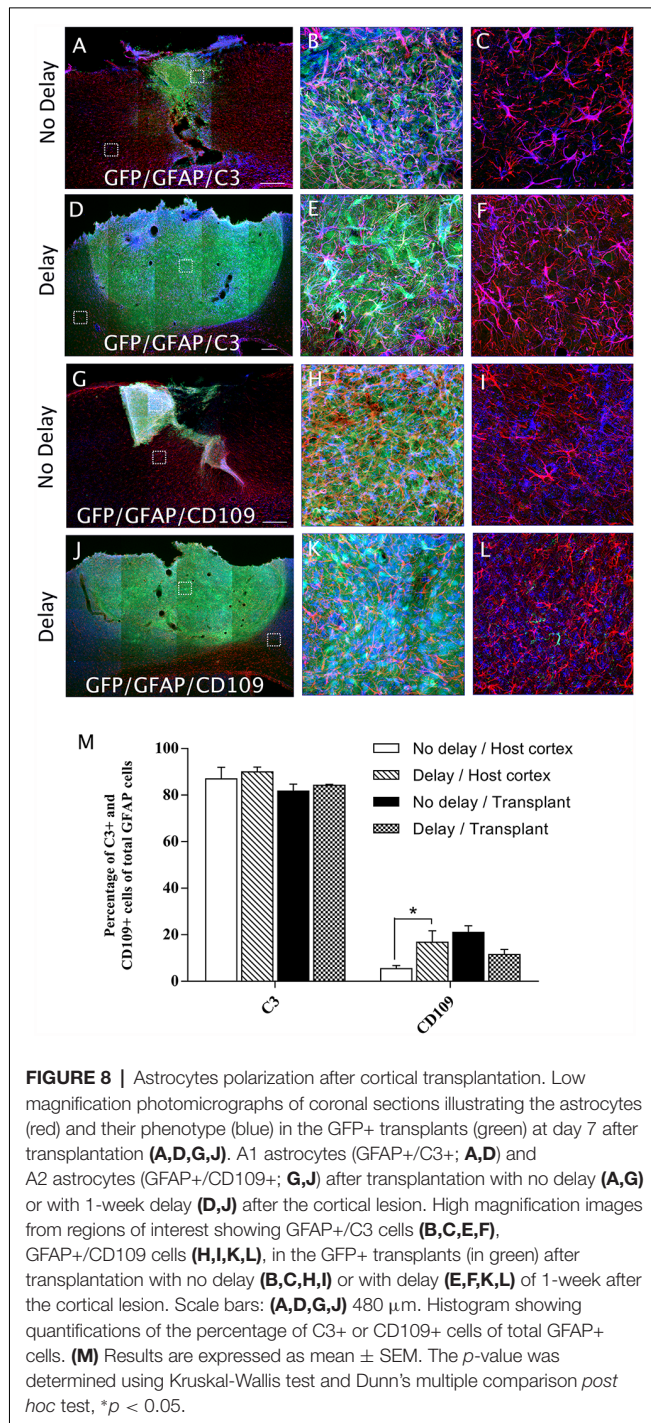 No Delay
A
B
C
GFP/GFAP/C3
Delay
D
E
F
GFP/GFAP/C3
No Delay
G
H
I
GFP/GFAP/CD109
Delay
J
K
L
GFP/GFAP/CD109
M
Percentage of C3+ and
CD109+ cells of total GFAP cells
100
80
60
40
20
0
*
C3
CD109
No delay / Host cortex
Delay / Host cortex
No delay / Transplant
Delay / Transplant
FIGURE 8 | Astrocytes polarization after cortical transplantation. Low
magnification photomicrographs of coronal sections illustrating the astrocytes
(red) and their phenotype (blue) in the GFP+ transplants (green) at day 7 after
transplantation (A,D,G,J). A1 astrocytes (GFAP+/C3+; A,D) and
A2 astrocytes (GFAP+/CD109+; G,J) after transplantation with no delay (A,G)
or with 1-week delay (D,J) after the cortical lesion. High magnification images
from regions of interest showing GFAP+/C3 cells (B,C,E,F),
GFAP+/CD109 cells (H,I,K,L), in the GFP+ transplants (in green) after
transplantation with no delay (B,C,H,I) or with delay (E,F,K,L) of 1-week after
the cortical lesion. Scale bars: (A,D,G,J) 480 μm. Histogram showing
quantifications of the percentage of C3+ or CD109+ cells of total GFAP+
cells. (M) Results are expressed as mean ± SEM. The p-value was
determined using Kruskal-Wallis test and Dunn's multiple comparison post
hoc test, *p < 0.05.